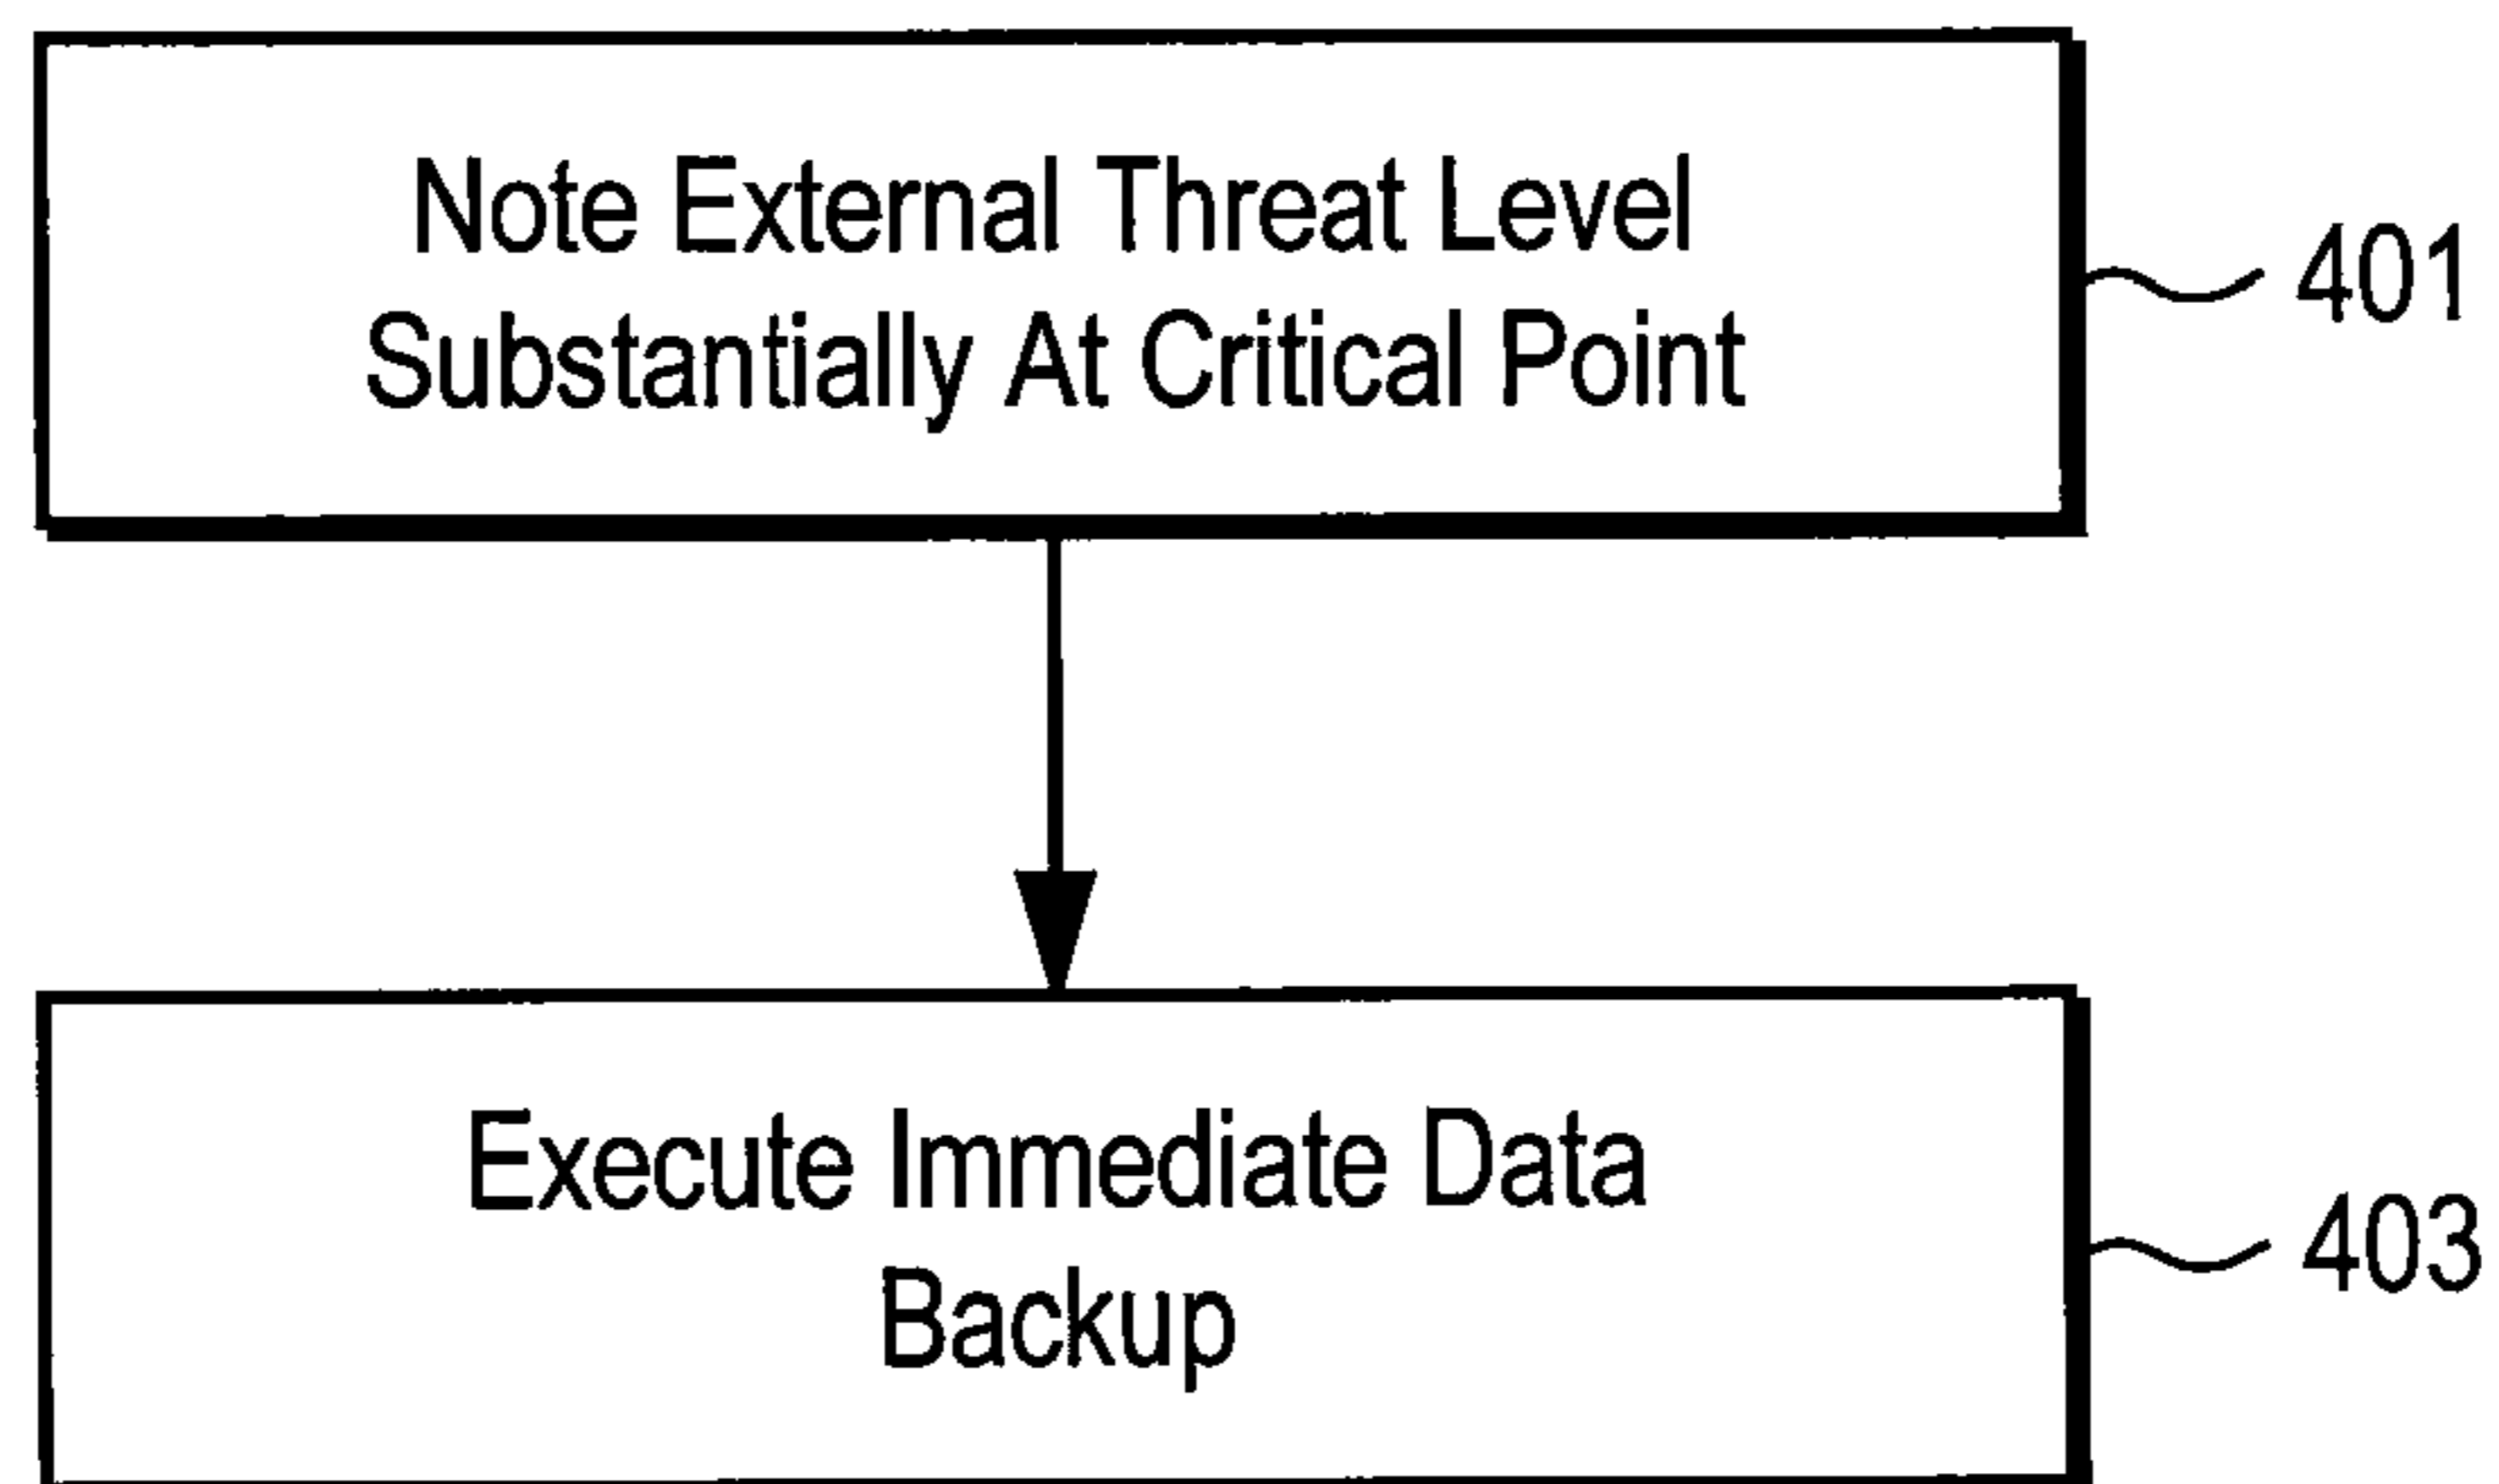 Note External Threat Level
Substantially At Critical Point
401
Execute Immediate Data
Backup
403